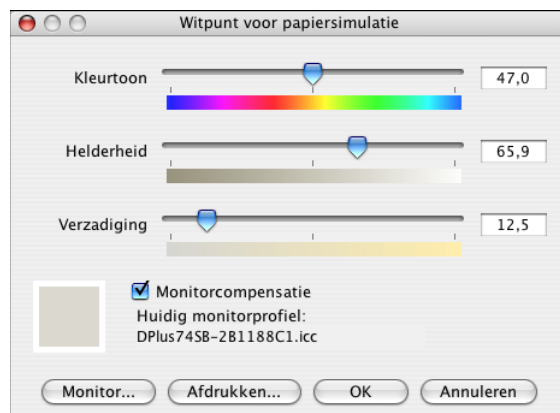 Witpunt voor papiersimulatie
Kleurtoon 47,0
Helderheid 65,9
Verzadiging 12,5
Monitorcompensatie
Huidig monitorprofiel:
DPlus74SB-2B1188C1.icc
Monitor... Afdrukken... OK Annuleren